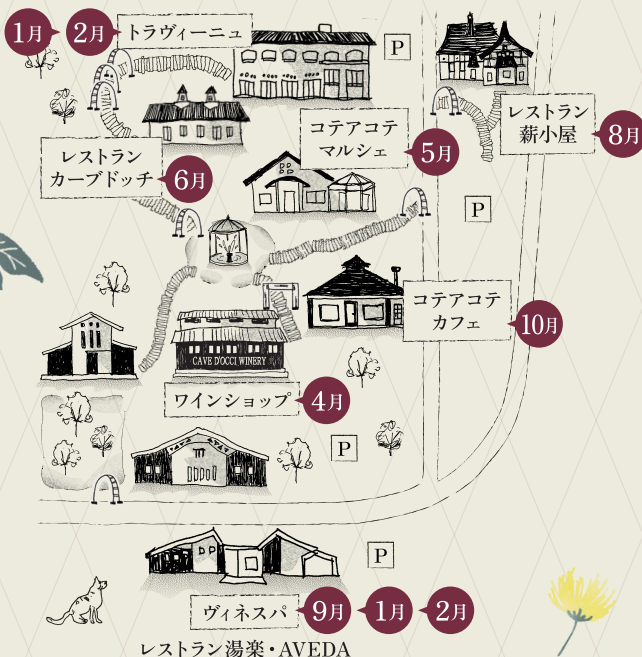 1月 2月 トラヴィーニュ
P
レストラン
薪小屋 8月
コテアコテ
マルシェ 5月
レストラン
カーブドッチ 6月
P
コテアコテ
カフェ 10月
CAVE D'OCCI WINERY
ワインショップ 4月
P
P
ヴィネスパ 9月 1月 2月
レストラン湯楽・AVEDA